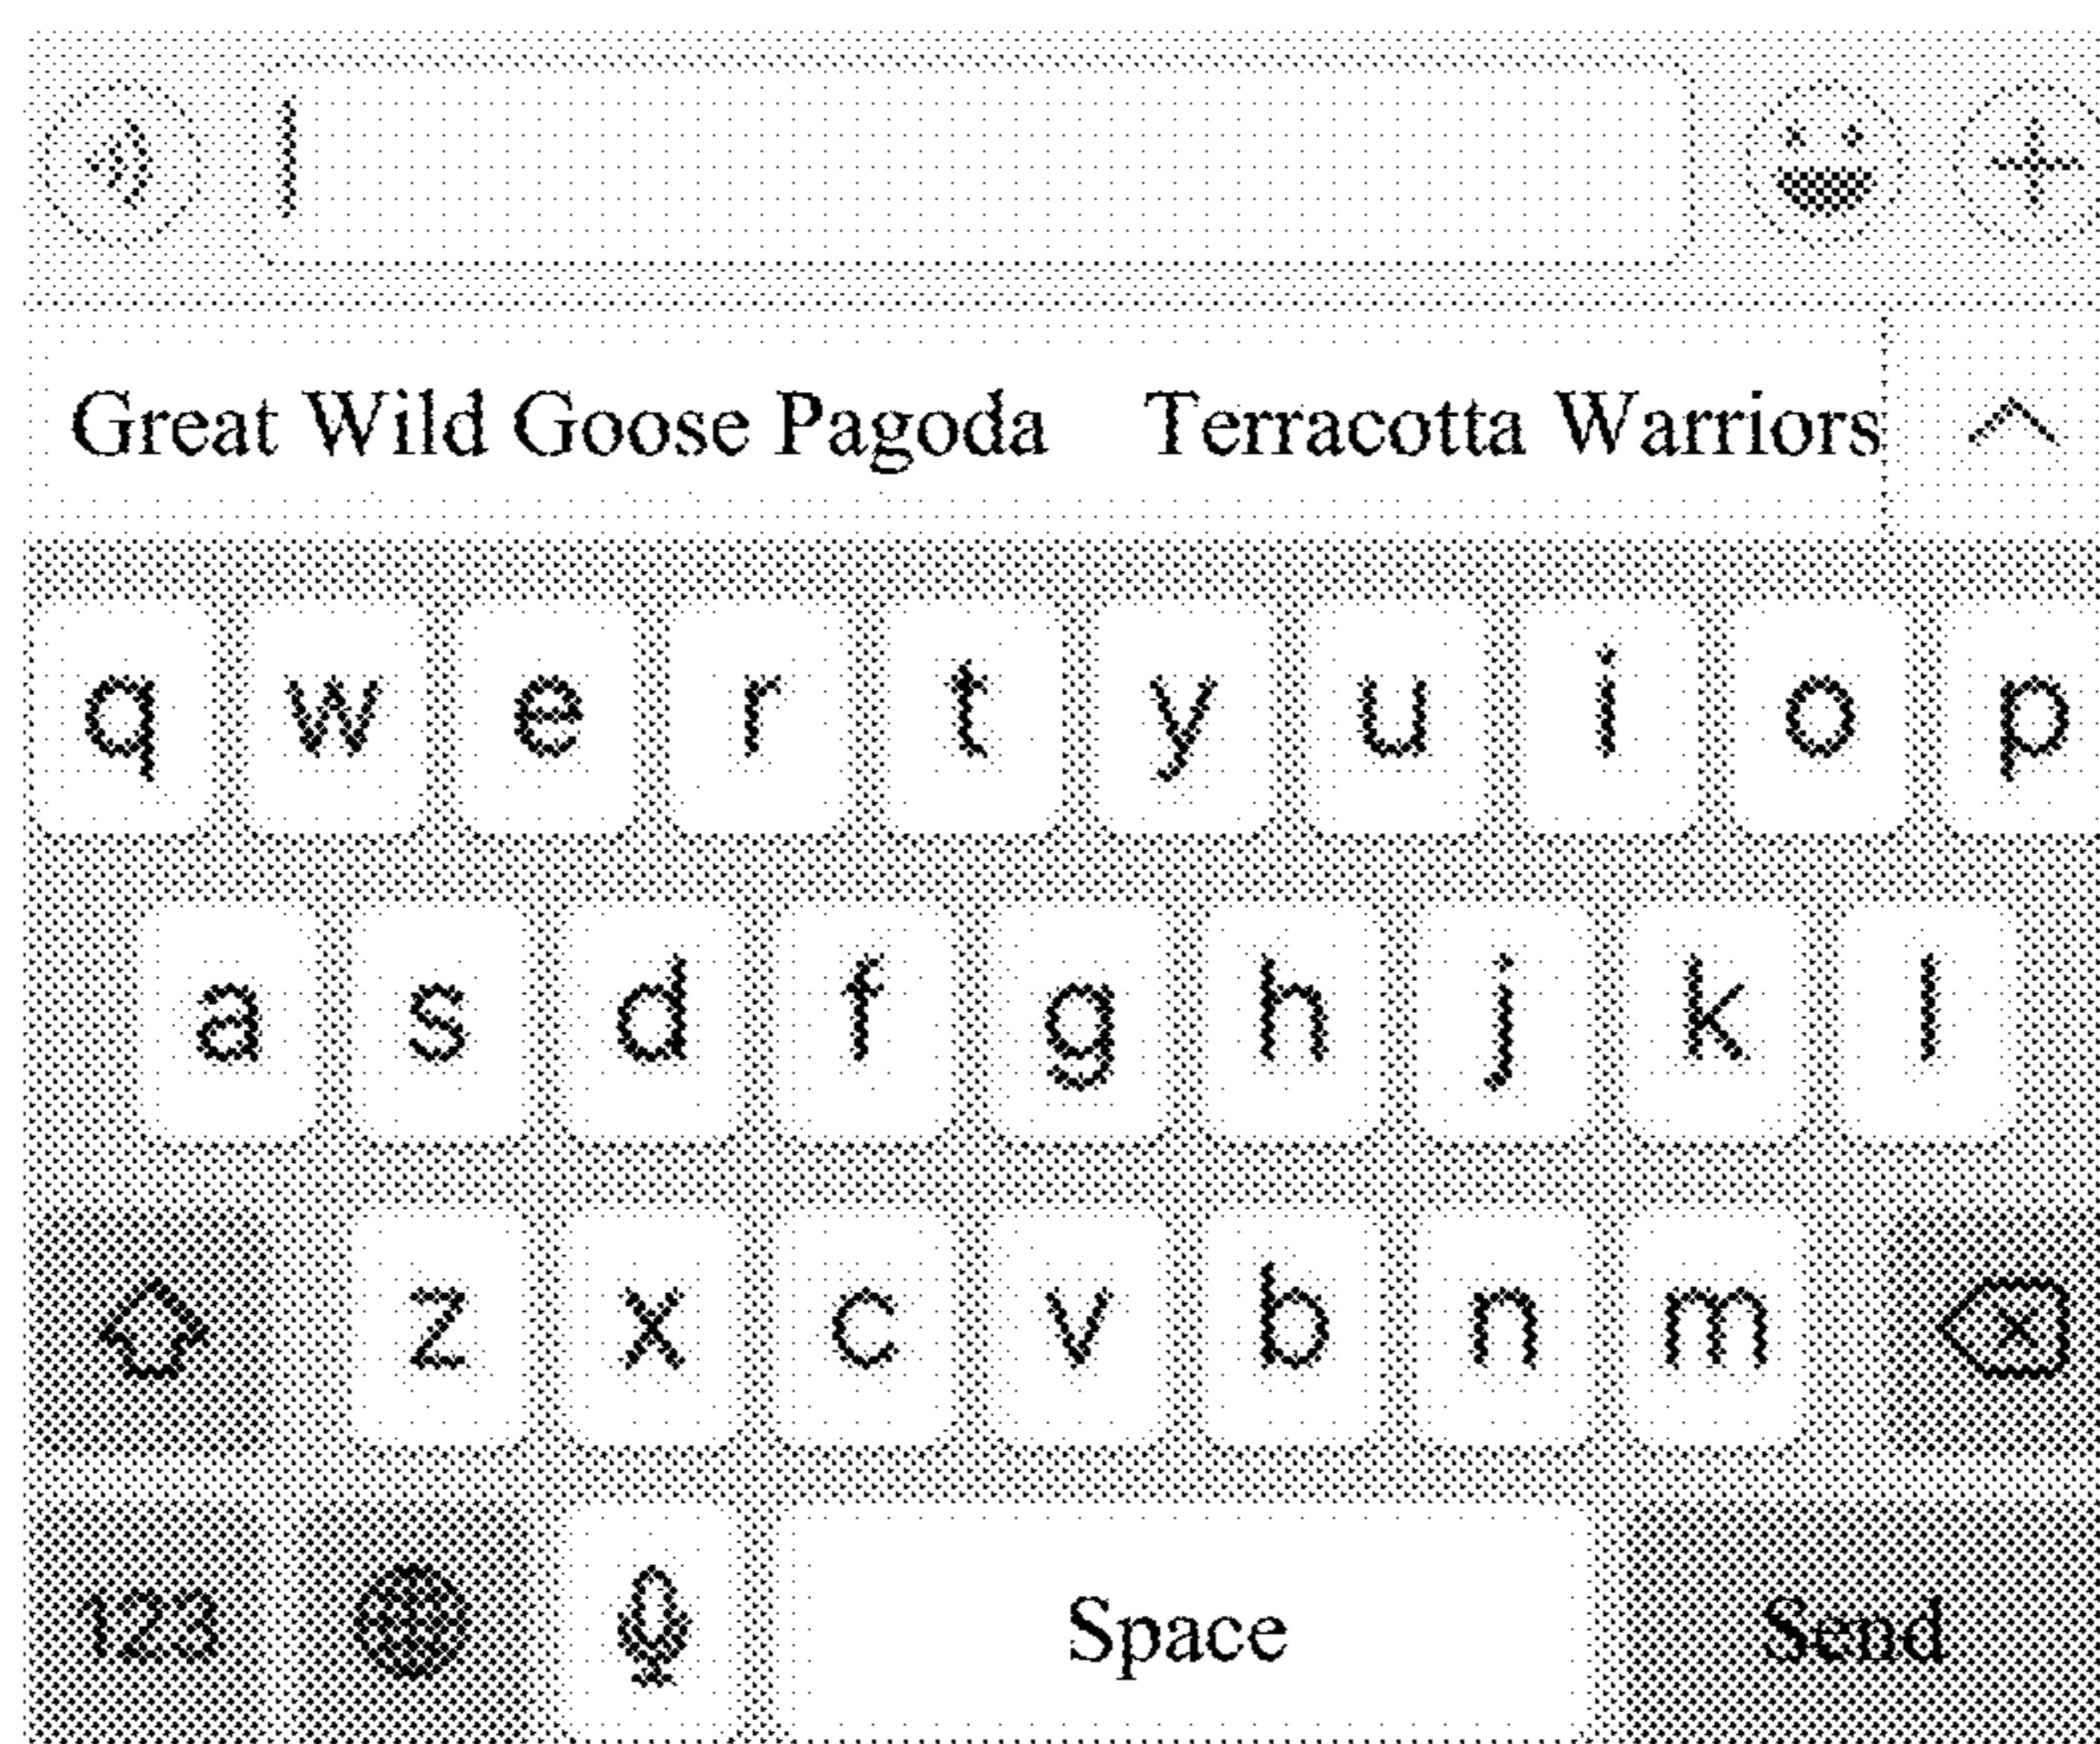 Great Wild Goose Pagoda Terracotta Warriors
q w e r t y u i o p
a s d f g h j k l
z x c v b n m
123 Space Send